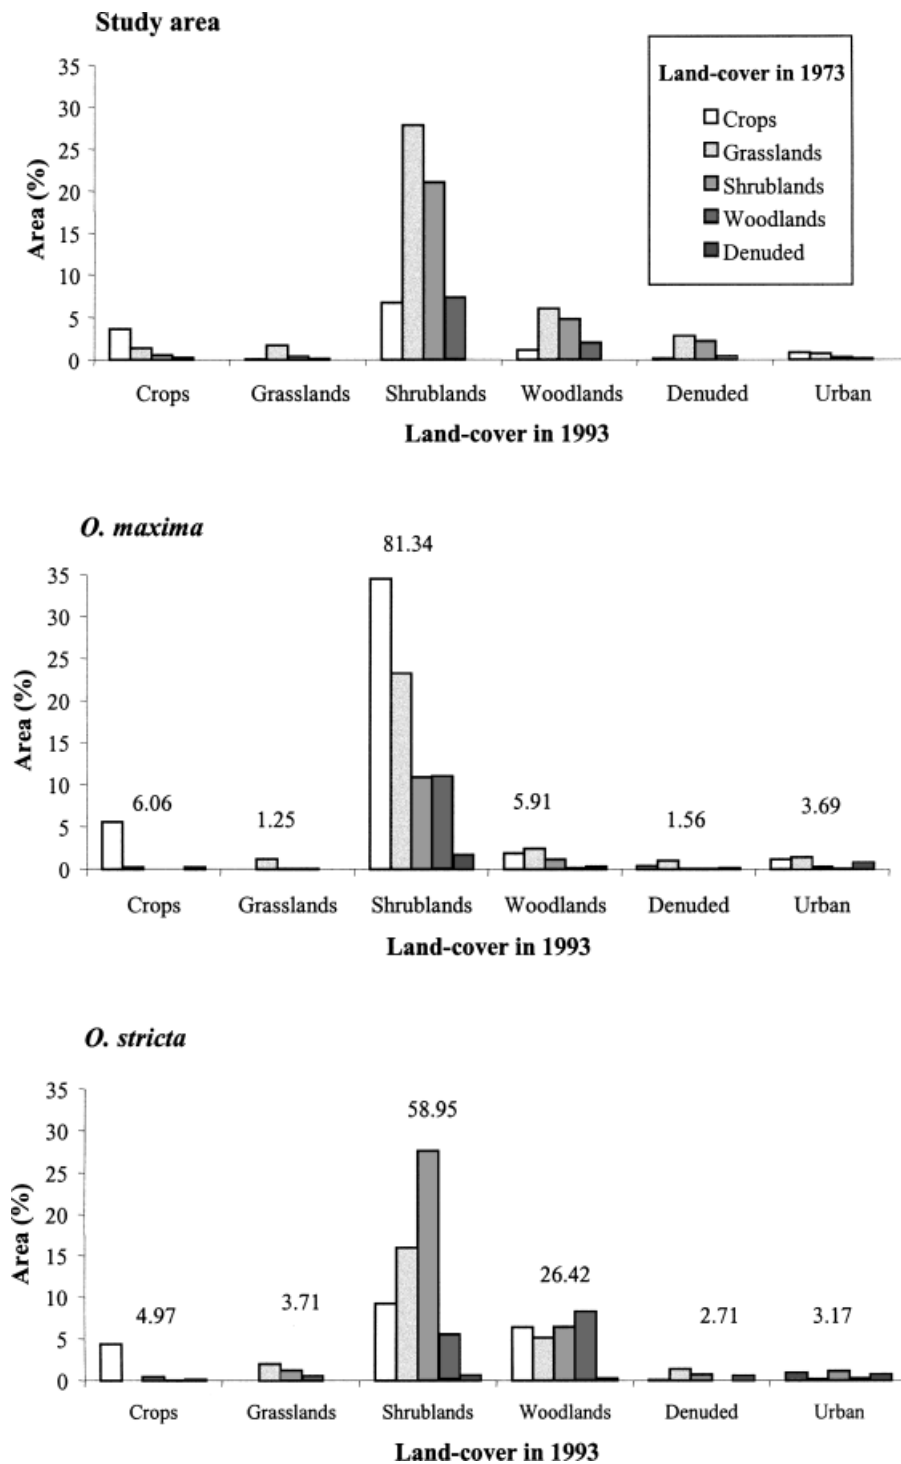 Study area
Land-cover in 1973
Crops
Grasslands
Shrublands
Woodlands
Denuded
Area (%)
35
30
25
20
15
10
5
0
Crops Grasslands Shrublands Woodlands Denuded Urban
Land-cover in 1993
O. maxima
81.34
Area (%)
35
30
25
20
15
10
5
0
6.06 1.25 5.91 1.56 3.69
Crops Grasslands Shrublands Woodlands Denuded Urban
Land-cover in 1993
O. stricta
58.95
Area (%)
35
30
25
20
15
10
5
0
4.97 3.71 26.42 2.71 3.17
Crops Grasslands Shrublands Woodlands Denuded Urban
Land-cover in 1993